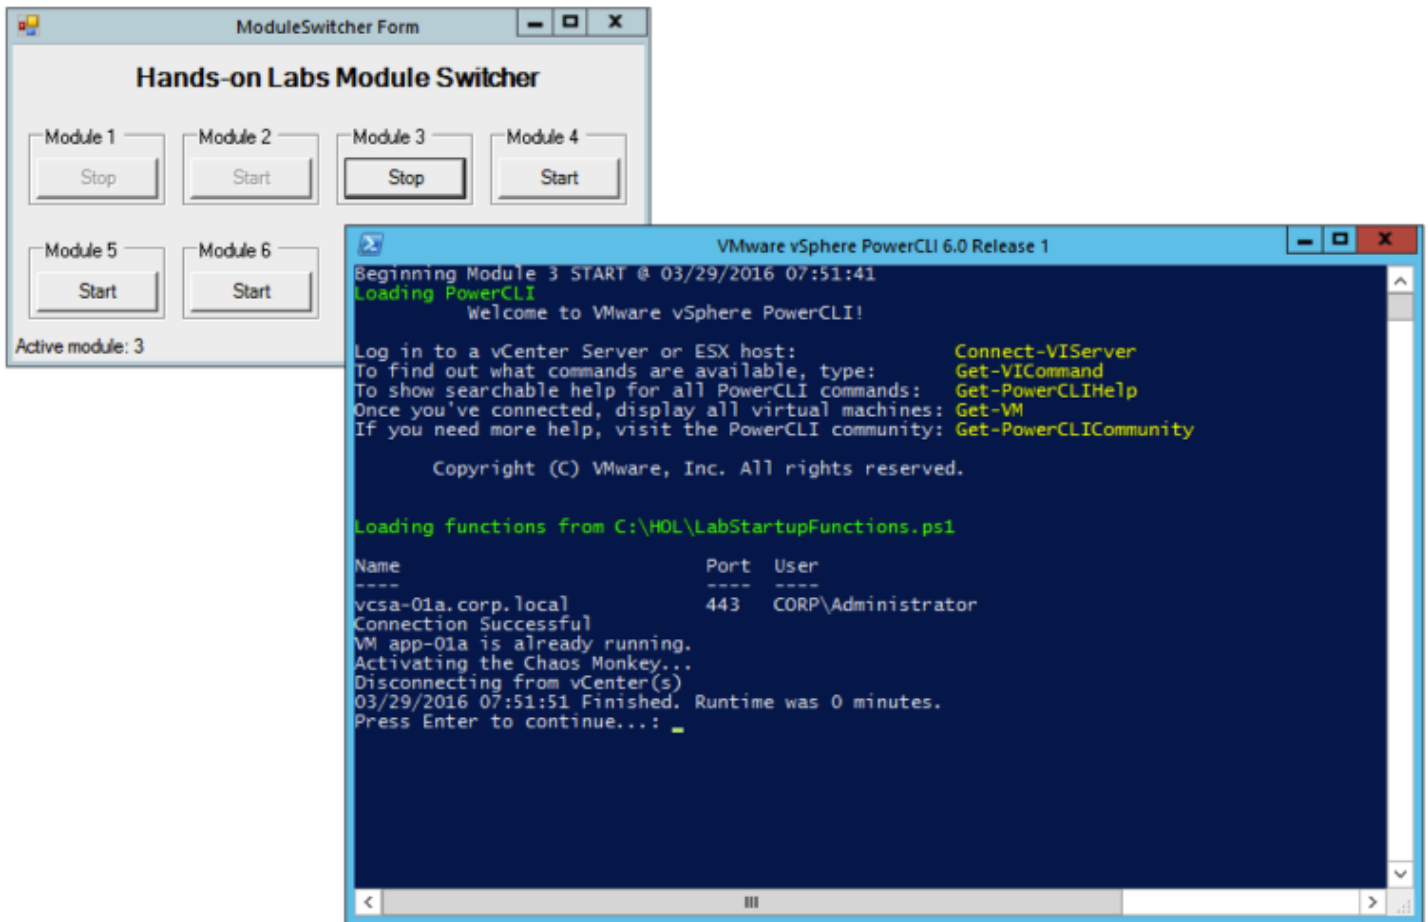 ModuleSwitcher Form
Hands-on Labs Module Switcher
Module 1 Module 2 Module 3 Module 4
Stop Start Stop Start
Module 5 Module 6
Start Start
Active module: 3
VMware vSphere PowerCLI 6.0 Release 1
Beginning Module 3 START @ 03/29/2016 07:51:41
Loading PowerCLI
Welcome to VMware vSphere PowerCLI!
Log in to a vCenter Server or ESX host: Connect-VIServer
To find out what commands are available, type: Get-VICommand
To show searchable help for all PowerCLI commands: Get-PowerCLIHelp
Once you've connected, display all virtual machines: Get-VM
If you need more help, visit the PowerCLI community: Get-PowerCLICommunity
Copyright (C) VMware, Inc. All rights reserved.
Loading functions from C:\HOL\LabStartupFunctions.ps1
Name Port User
---- ---- ----
vcsa-01a.corp.local 443 CORP\Administrator
Connection Successful
VM app-01a is already running.
Activating the Chaos Monkey...
Disconnecting from vCenter(s)
03/29/2016 07:51:51 Finished. Runtime was 0 minutes.
Press Enter to continue...: _